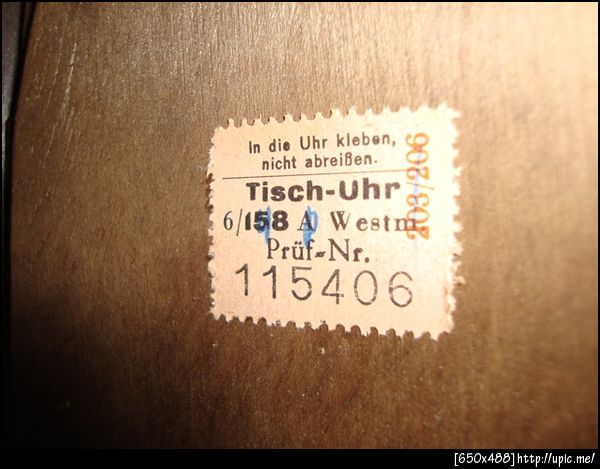 In die Uhr kleben,
nicht abreißen.
Tisch-Uhr
6/158 A Westm.
Prüf-Nr.
115406
203/206
[650x488]http://upic.me/